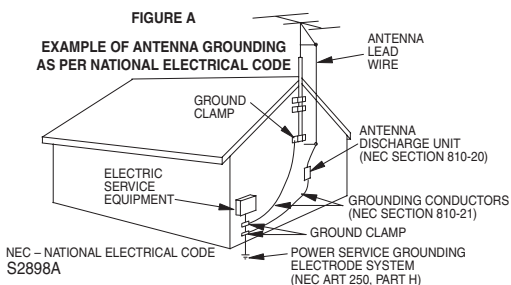 FIGURE A
EXAMPLE OF ANTENNA GROUNDING
AS PER NATIONAL ELECTRICAL CODE
ANTENNA
LEAD
WIRE
GROUND
CLAMP
ANTENNA
DISCHARGE UNIT
(NEC SECTION 810-20)
ELECTRIC
SERVICE
EQUIPMENT
GROUNDING CONDUCTORS
(NEC SECTION 810-21)
GROUND CLAMP
POWER SERVICE GROUNDING
ELECTRODE SYSTEM
(NEC ART 250, PART H)
NEC – NATIONAL ELECTRICAL CODE
S2898A